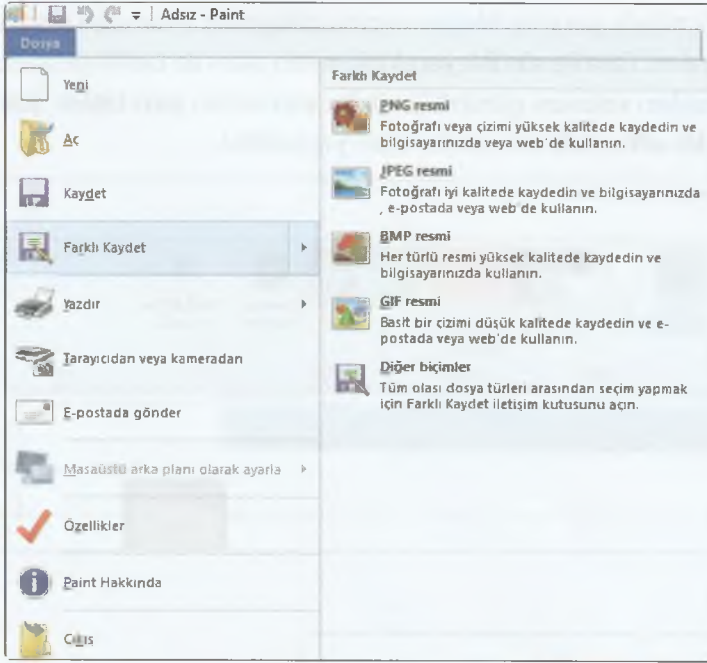 Adsız - Paint
Dosya
Yeni
Aç
Kaydet
Farklı Kaydet
Yazdır
Tarayıcıdan veya kameradan
E-postada gönder
Masaüstü arka planı olarak ayarla
Özellikler
Paint Hakkında
Çıkış
Farklı Kaydet
PNG resmi
Fotoğrafı veya çizimi yüksek kalitede kaydedin ve
bilgisayarınızda veya web'de kullanın.
JPEG resmi
Fotoğrafı iyi kalitede kaydedin ve bilgisayarınızda
, e-postada veya web'de kullanın.
BMP resmi
Her türlü resmi yüksek kalitede kaydedin ve
bilgisayarınızda kullanın.
GIF resmi
Basit bir çizimi düşük kalitede kaydedin ve e-
postada veya web'de kullanın.
Diğer biçimler
Tüm olası dosya türleri arasından seçim yapmak
için Farklı Kaydet iletişim kutusunu açın.